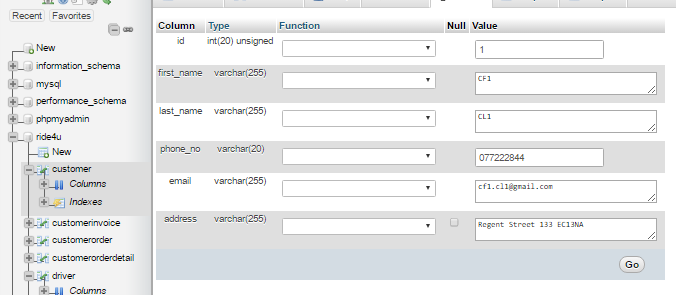 Recent Favorites
New
information_schema
mysql
performance_schema
phpmyadmin
ride4u
New
customer
Columns
Indexes
customerinvoice
customerorder
customerorderdetail
driver
Columns
Column Type Function Null Value
id int(20) unsigned 1
first_name varchar(255) CF1
last_name varchar(255) CL1
phone_no varchar(20) 077222844
email varchar(255) cf1.cl1@gmail.com
address varchar(255) Regent Street 133 EC13NA
Go